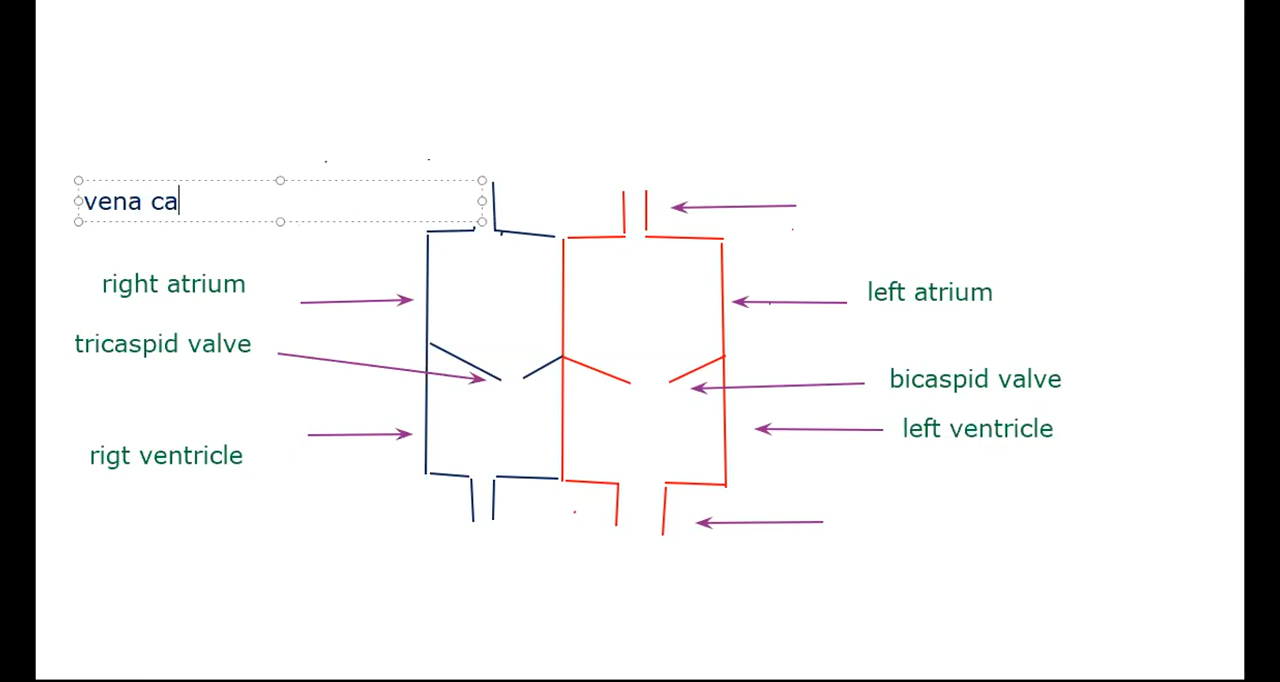 vena ca
right atrium
left atrium
tricaspid valve
bicaspid valve
left ventricle
rigt ventricle